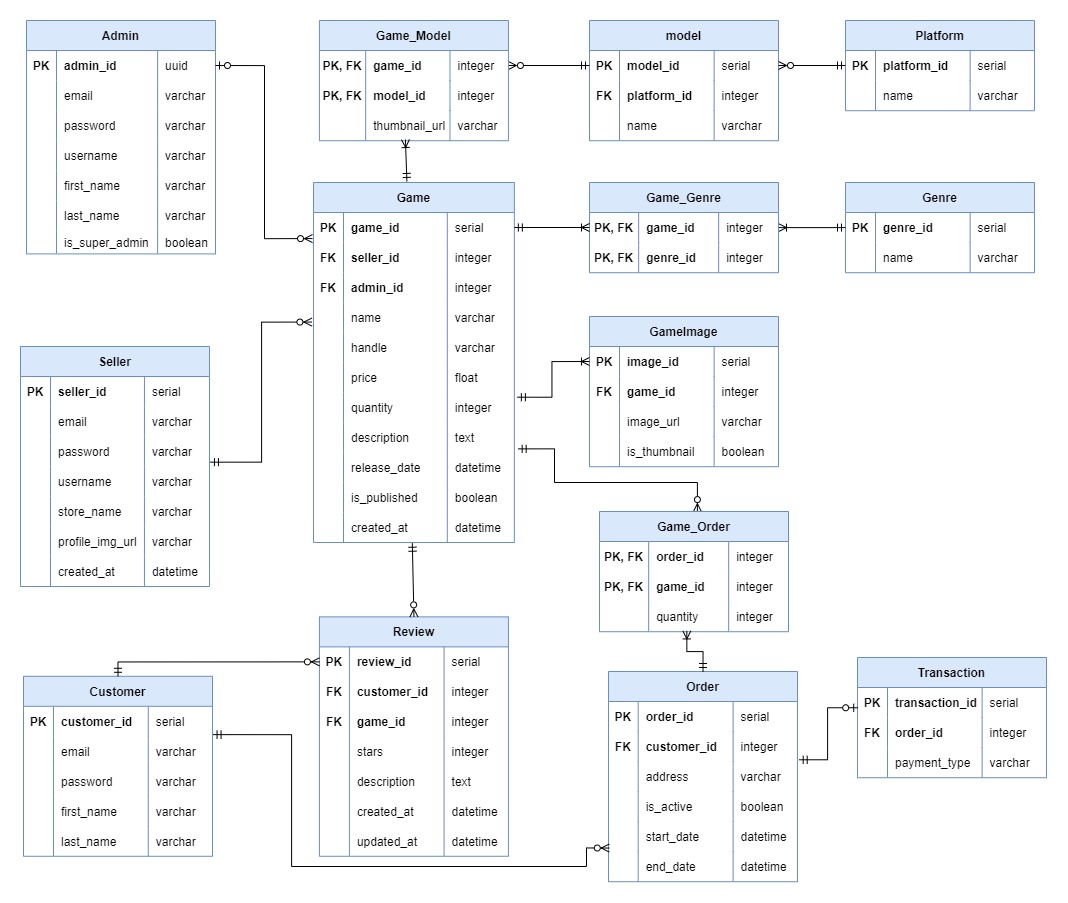 Admin
PK admin_id uuid
email varchar
password varchar
username varchar
first_name varchar
last_name varchar
is_super_admin boolean
Game_Model
PK, FK game_id integer
PK, FK model_id integer
thumbnail_url varchar
model
PK model_id serial
FK platform_id integer
name varchar
Platform
PK platform_id serial
name varchar
Game
PK game_id serial
FK seller_id integer
FK admin_id integer
name varchar
handle varchar
price float
quantity integer
description text
release_date datetime
is_published boolean
created_at datetime
Game_Genre
PK, FK game_id integer
PK, FK genre_id integer
Genre
PK genre_id serial
name varchar
GameImage
PK image_id serial
FK game_id integer
image_url varchar
is_thumbnail boolean
Seller
PK seller_id serial
email varchar
password varchar
username varchar
store_name varchar
profile_img_url varchar
created_at datetime
Game_Order
PK, FK order_id integer
PK, FK game_id integer
quantity integer
Review
PK review_id serial
FK customer_id integer
FK game_id integer
stars integer
description text
created_at datetime
updated_at datetime
Customer
PK customer_id serial
email varchar
password varchar
first_name varchar
last_name varchar
Order
PK order_id serial
FK customer_id integer
address varchar
is_active boolean
start_date datetime
end_date datetime
Transaction
PK transaction_id serial
FK order_id integer
payment_type varchar